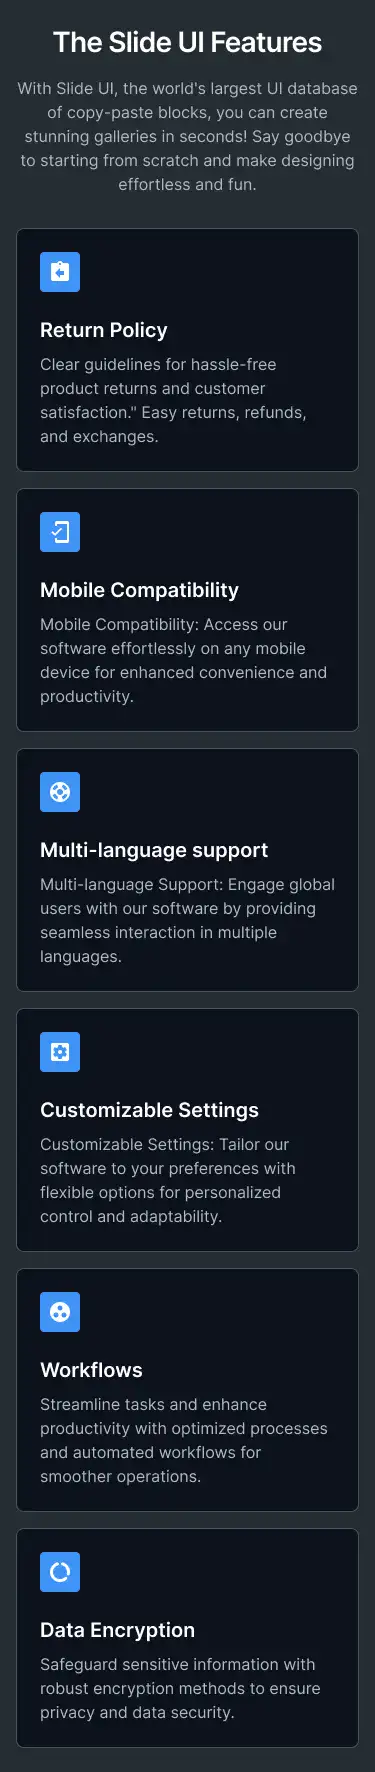 The Slide UI Features
With Slide UI, the world's largest UI database
of copy-paste blocks, you can create
stunning galleries in seconds! Say goodbye
to starting from scratch and make designing
effortless and fun.
Return Policy
Clear guidelines for hassle-free
product returns and customer
satisfaction." Easy returns, refunds,
and exchanges.
Mobile Compatibility
Mobile Compatibility: Access our
software effortlessly on any mobile
device for enhanced convenience and
productivity.
Multi-language support
Multi-language Support: Engage global
users with our software by providing
seamless interaction in multiple
languages.
Customizable Settings
Customizable Settings: Tailor our
software to your preferences with
flexible options for personalized
control and adaptability.
Workflows
Streamline tasks and enhance
productivity with optimized processes
and automated workflows for
smoother operations.
Data Encryption
Safeguard sensitive information with
robust encryption methods to ensure
privacy and data security.